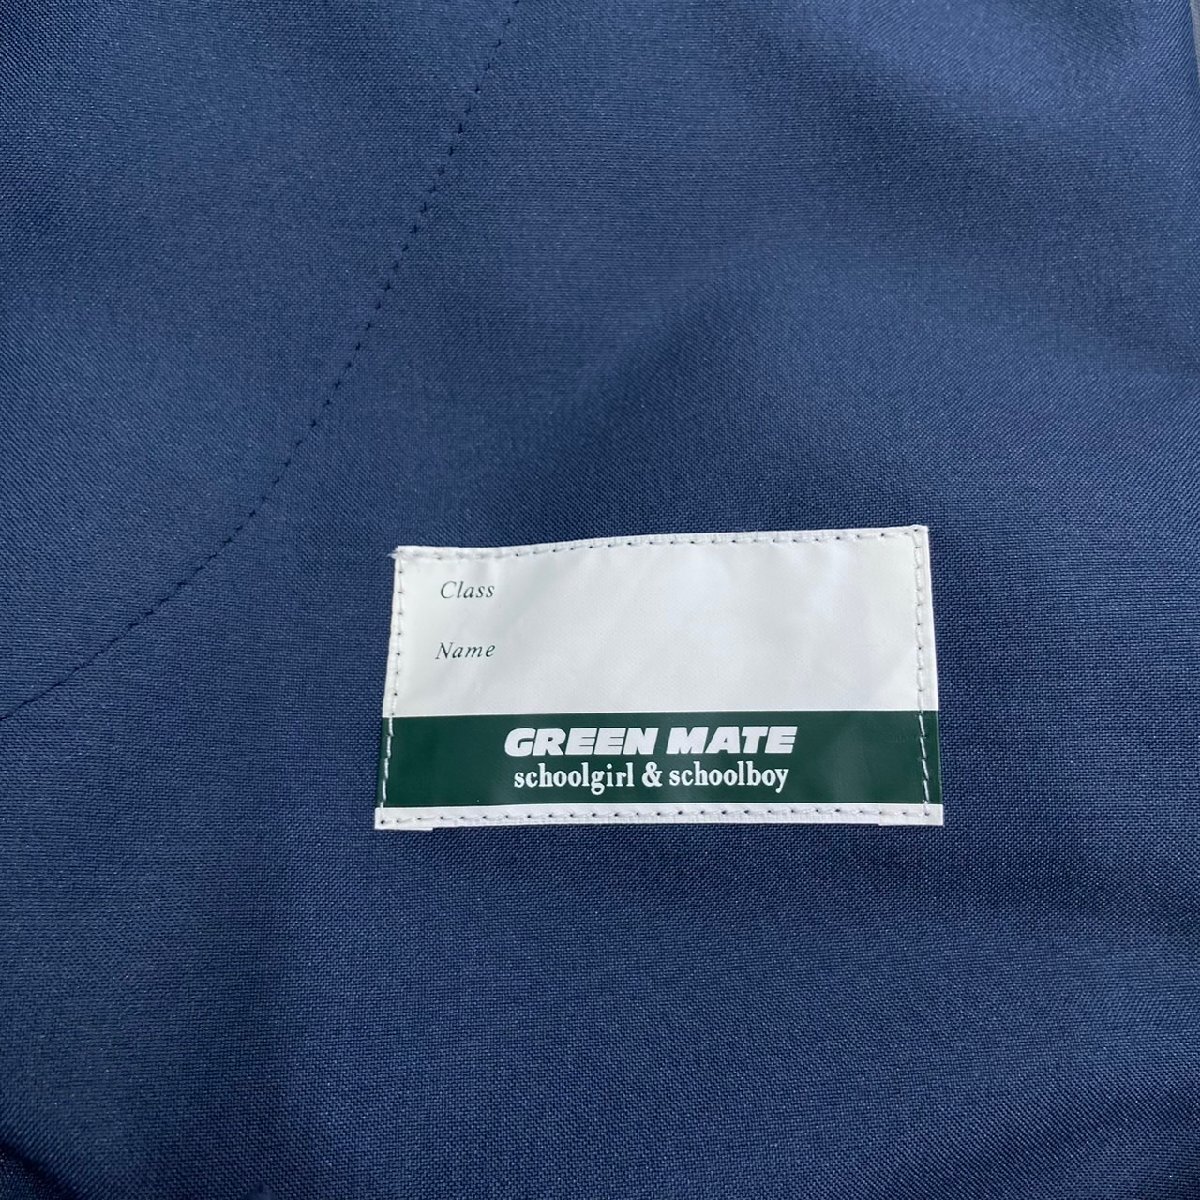 Class
Name
GREEN MATE
schoolgirl & schoolboy